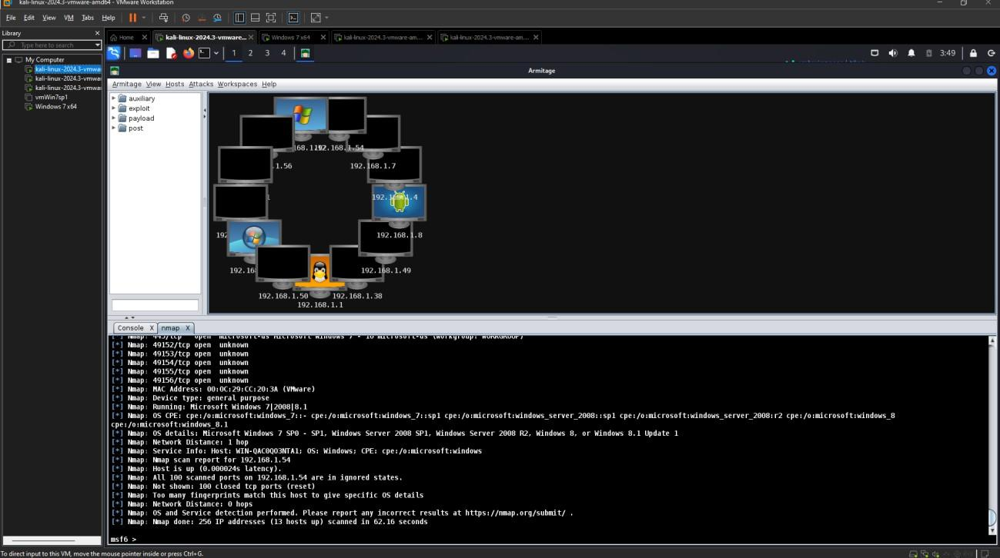 kali-linux-2024.3-vmware-amd64 - VMware Workstation
File Edit View VM Tabs Help
Library X
Home X kali-linux-2024.3-vmware... X Windows 7 x64 X kali-linux-2024.3-vmware-am... X kali-linux-2024.3-vmware-am... X
Type here to search
1 2 3 4 3:49
My Computer
kali-linux-2024.3-vmwa
kali-linux-2024.3-vmwa
kali-linux-2024.3-vmwa
vmWin7sp1
Windows 7 x64
Armitage
Armitage View Hosts Attacks Workspaces Help
auxiliary
exploit
payload
post
192.168.1.54
1.56
192.168.1.7
192.168.1.4
192.168.1.8
192.168.1.49
192.168.1.50
192.168.1.38
192.168.1.1
Console X nmap X
[*] Nmap: 445/tcp open microsoft-ds Microsoft Windows 7 - 10 microsoft-ds (workgroup: WORKGROUP)
[*] Nmap: 49152/tcp open unknown
[*] Nmap: 49153/tcp open unknown
[*] Nmap: 49154/tcp open unknown
[*] Nmap: 49155/tcp open unknown
[*] Nmap: 49156/tcp open unknown
[*] Nmap: MAC Address: 00:0C:29:CC:20:3A (VMware)
[*] Nmap: Device type: general purpose
[*] Nmap: Running: Microsoft Windows 7|2008|8.1
[*] Nmap: OS CPE: cpe:/o:microsoft:windows_7::- cpe:/o:microsoft:windows_7::sp1 cpe:/o:microsoft:windows_server_2008::sp1 cpe:/o:microsoft:windows_server_2008:r2 cpe:/o:microsoft:windows_8
cpe:/o:microsoft:windows_8.1
[*] Nmap: OS details: Microsoft Windows 7 SP0 - SP1, Windows Server 2008 SP1, Windows Server 2008 R2, Windows 8, or Windows 8.1 Update 1
[*] Nmap: Network Distance: 1 hop
[*] Nmap: Service Info: Host: WIN-QAC0QO3NTA1; OS: Windows; CPE: cpe:/o:microsoft:windows
[*] Nmap: Nmap scan report for 192.168.1.54
[*] Nmap: Host is up (0.000024s latency).
[*] Nmap: All 100 scanned ports on 192.168.1.54 are in ignored states.
[*] Nmap: Not shown: 100 closed tcp ports (reset)
[*] Nmap: Too many fingerprints match this host to give specific OS details
[*] Nmap: Network Distance: 0 hops
[*] Nmap: OS and Service detection performed. Please report any incorrect results at https://nmap.org/submit/ .
[*] Nmap: Nmap done: 256 IP addresses (13 hosts up) scanned in 62.16 seconds
msf6 >
To direct input to this VM, move the mouse pointer inside or press Ctrl+G.